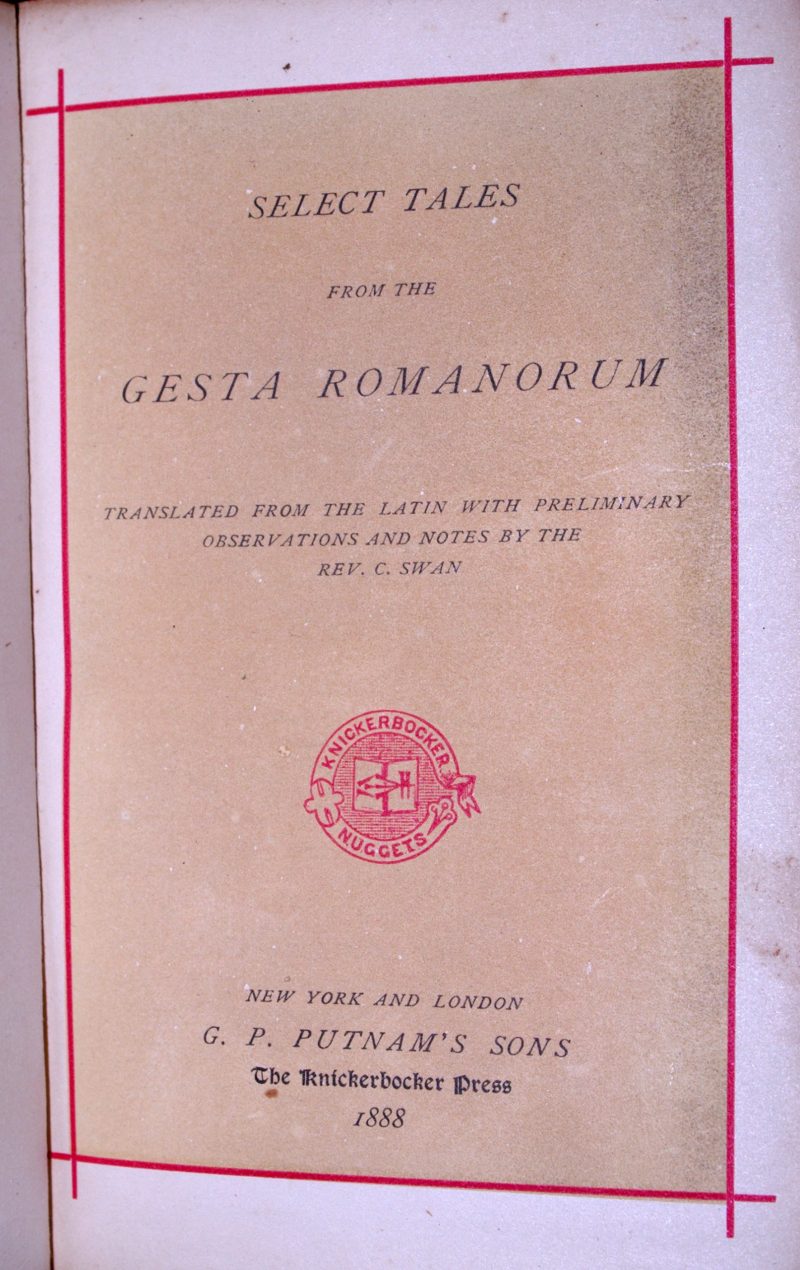 SELECT TALES
FROM THE
GESTA ROMANORUM
TRANSLATED FROM THE LATIN WITH PRELIMINARY
OBSERVATIONS AND NOTES BY THE
REV. C. SWAN
KNICKERBOCKER
NUGGETS
NEW YORK AND LONDON
G. P. PUTNAM'S SONS
The Knickerbocker Press
1888